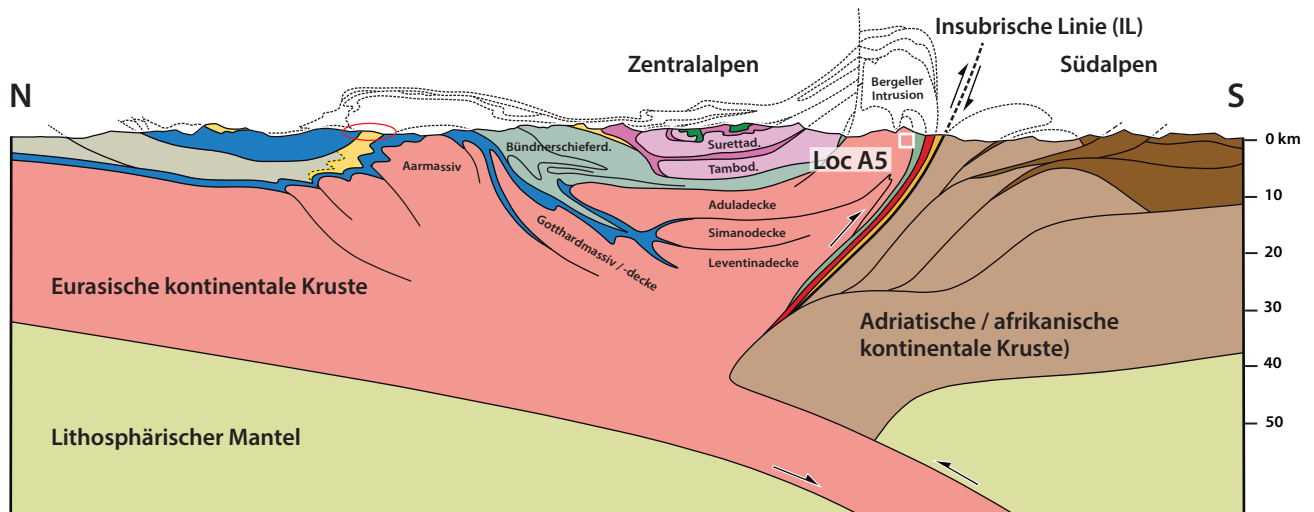 Insubrische Linie (IL)
Zentralalpen
Südalpen
N
S
Bergeller
Intrusion
0 km
Bündnerschieferd.
Surettad.
Aarmassiv
Tambod.
Loc A5
10
Aduladecke
Simanodecke
20
Gotthardmassiv / -decke
Leventinadecke
Eurasische kontinentale Kruste
30
Adriatische / afrikanische
kontinentale Kruste)
40
50
Lithosphärischer Mantel